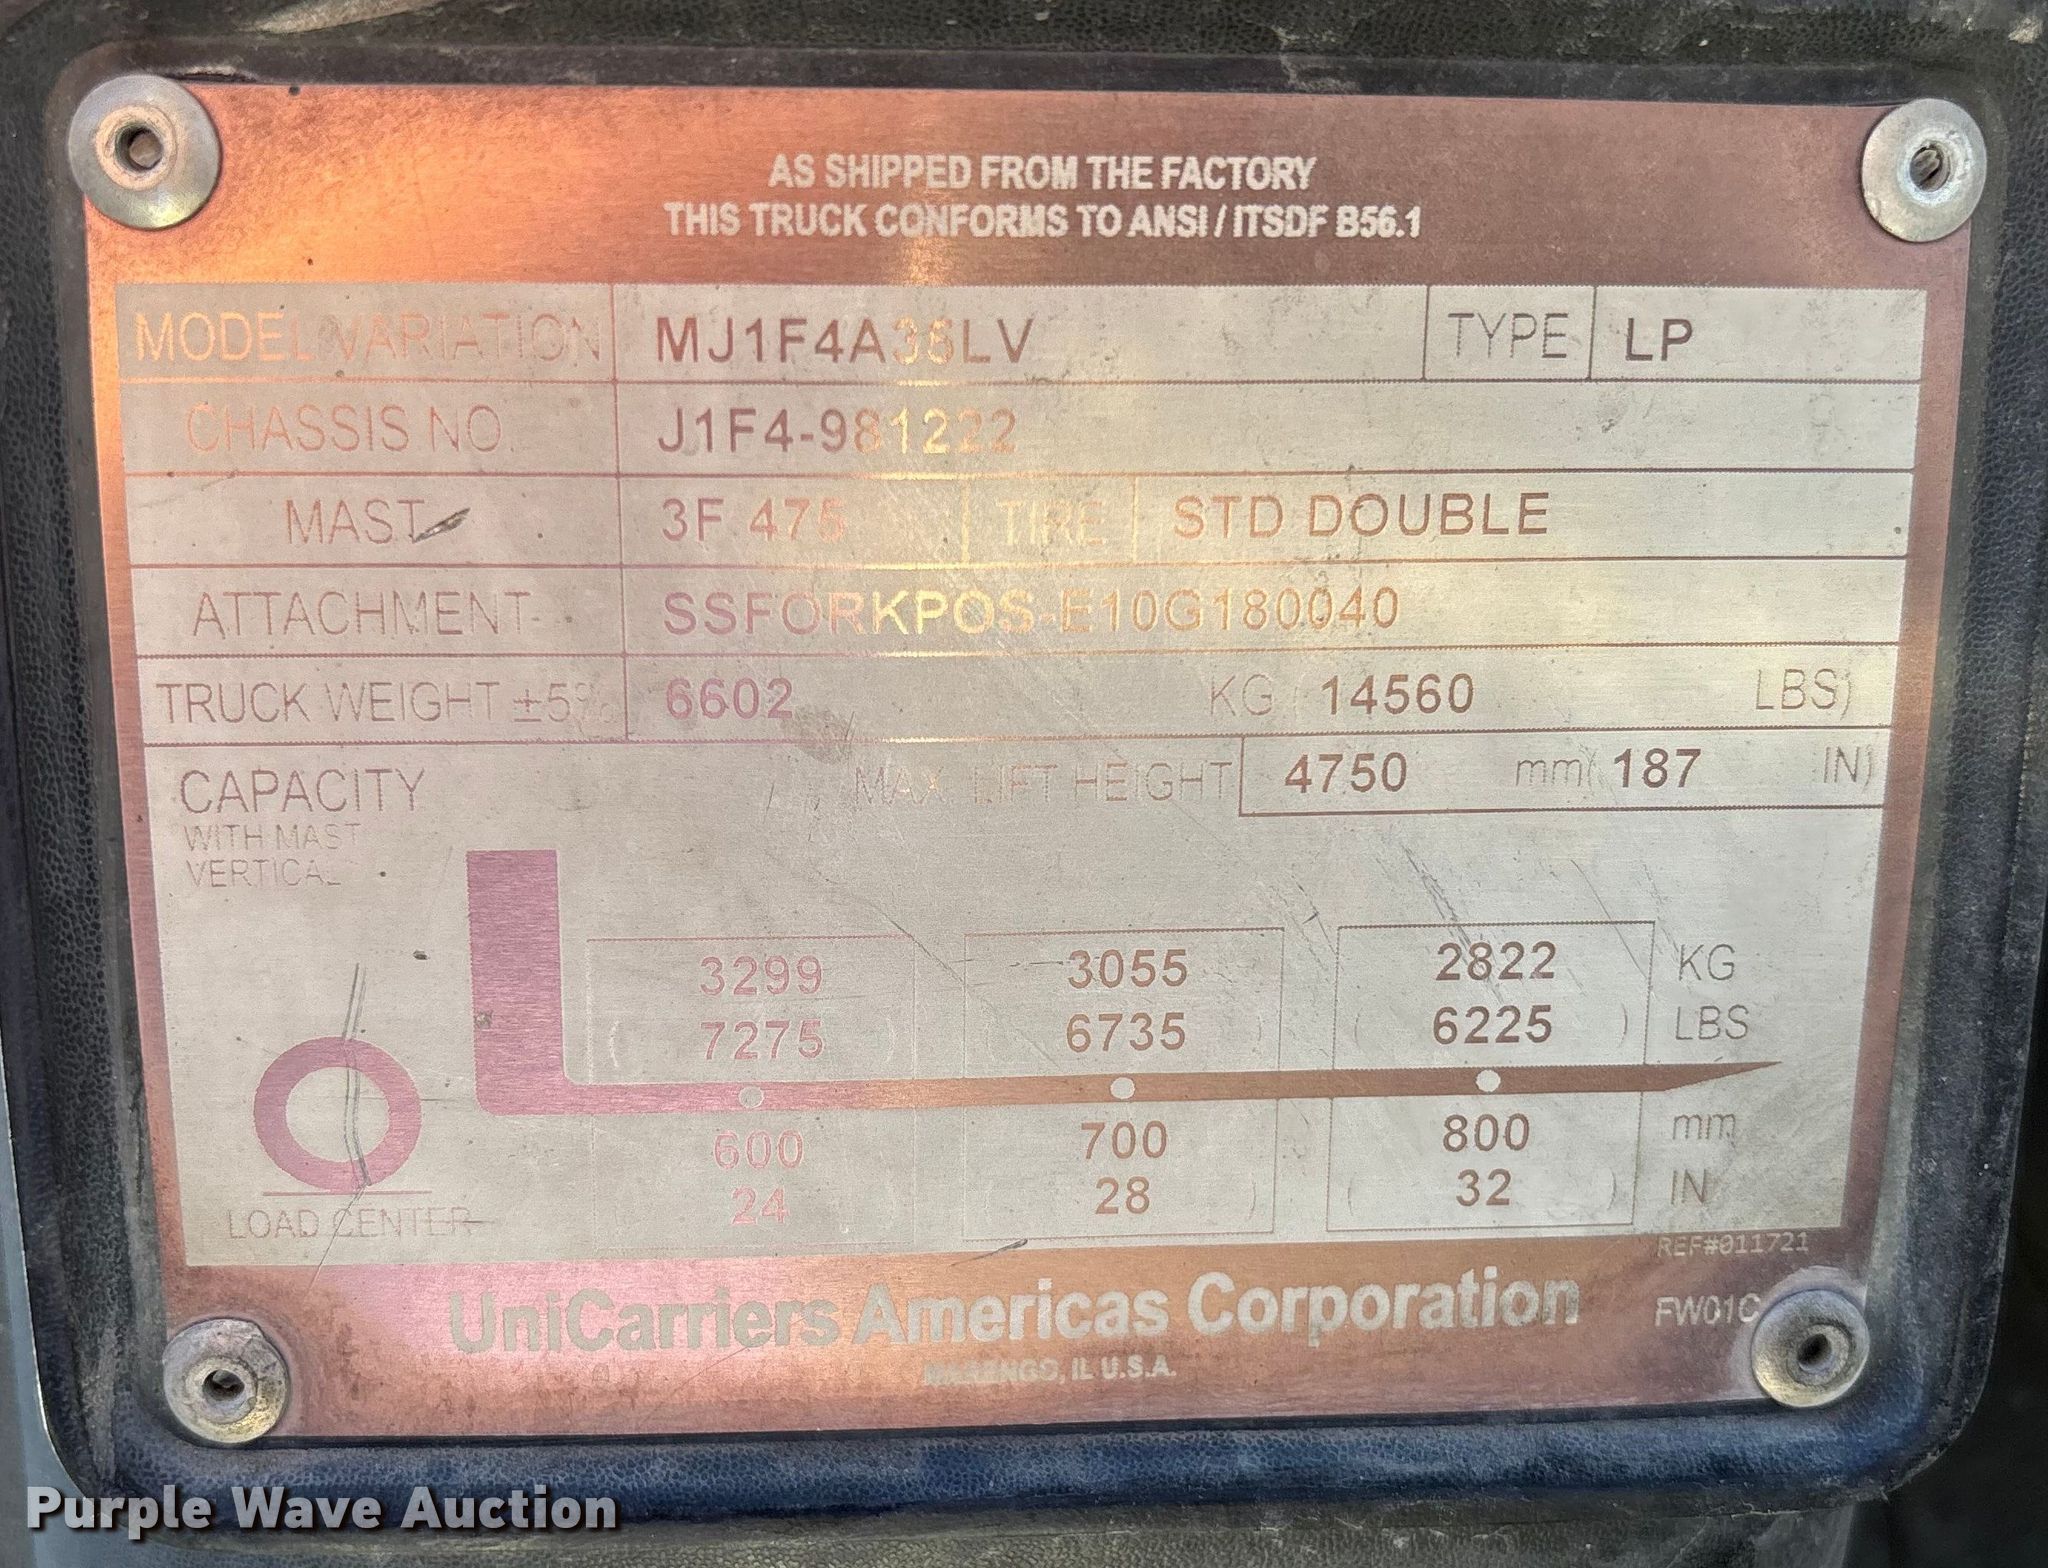 AS SHIPPED FROM THE FACTORY
THIS TRUCK CONFORMS TO ANSI / ITSDF B56.1
MODEL VARIATION MJ1F4A35LV TYPE LP
CHASSIS NO. J1F4-981222
MAST 3F 475 TIRE STD DOUBLE
ATTACHMENT SSFORKPOS-E10G180040
TRUCK WEIGHT ±5% 6602 KG ( 14560 LBS)
CAPACITY MAX. LIFT HEIGHT 4750 mm( 187 IN)
WITH MAST
VERTICAL
3299 3055 2822 KG
( 7275 ) ( 6735 ) ( 6225 ) LBS
600 700 800 mm
( 24 ) ( 28 ) ( 32 ) IN
LOAD CENTER
REF#011721
UniCarriers Americas Corporation FW01C
MARENGO, IL U.S.A.
Purple Wave Auction